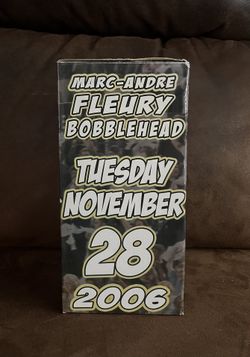 MARC-ANDRE
FLEURY
BOBBLEHEAD
TUESDAY
NOVEMBER
28
2006